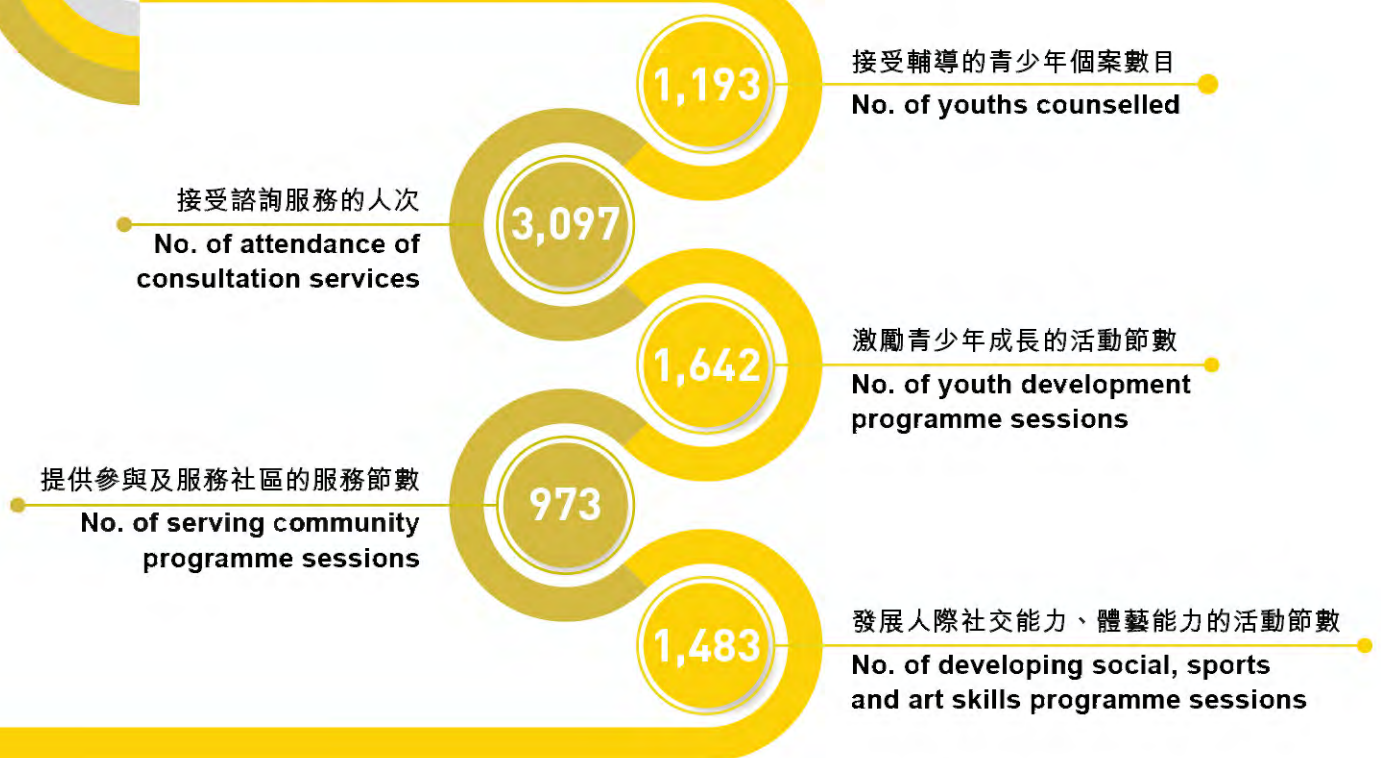 1,193
接受輔導的青少年個案數目
No. of youths counselled
接受諮詢服務的人次
No. of attendance of
consultation services
3,097
1,642
激勵青少年成長的活動節數
No. of youth development
programme sessions
提供參與及服務社區的服務節數
No. of serving community
programme sessions
973
1,483
發展人際社交能力、體藝能力的活動節數
No. of developing social, sports
and art skills programme sessions